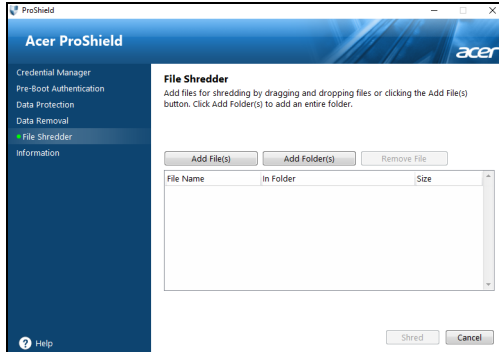 ProShield
Acer ProShield
acer
Credential Manager
Pre-Boot Authentication
Data Protection
Data Removal
File Shredder
Information
Help
File Shredder
Add files for shredding by dragging and dropping files or clicking the Add File(s)
button. Click Add Folder(s) to add an entire folder.
Add File(s) Add Folder(s) Remove File
File Name In Folder Size
Shred Cancel